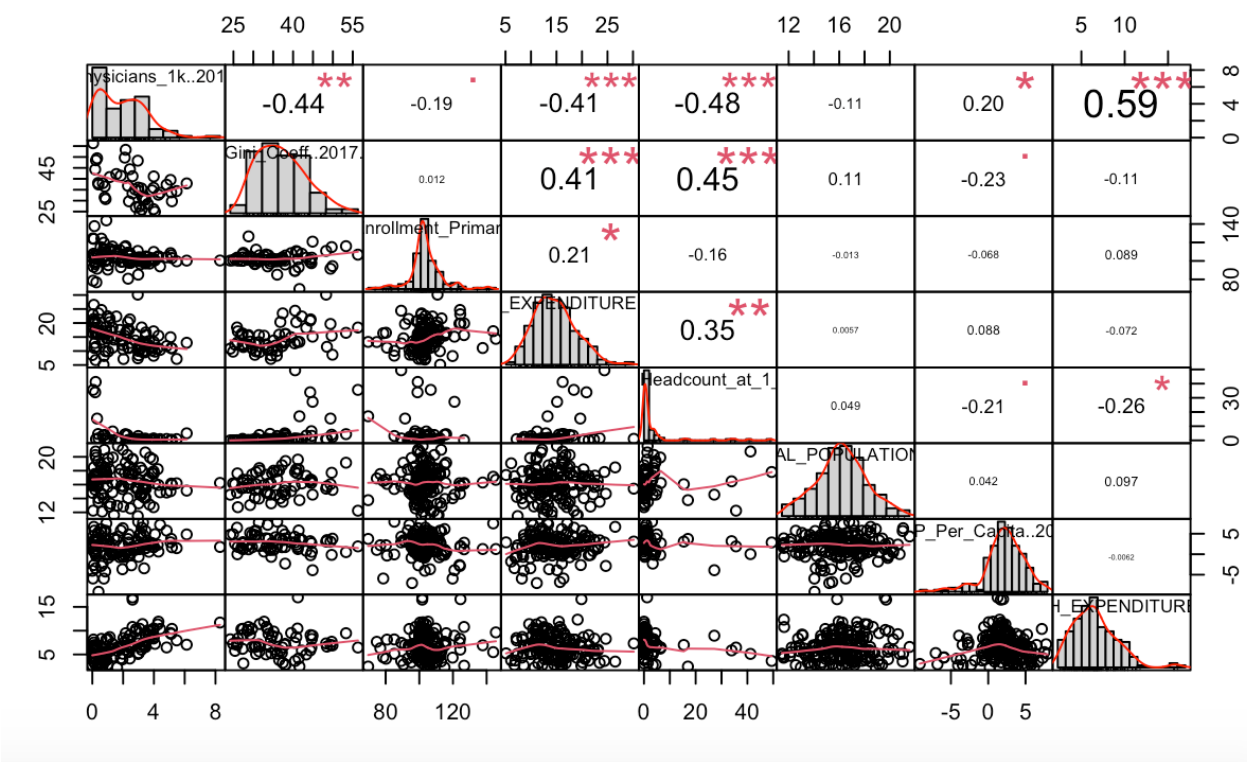 25 40 55 5 15 25 12 16 20 5 10
hysicians_1k..201 -0.44 ** -0.19 . -0.41 *** -0.48 *** -0.11 0.20 * 0.59 *** 0 4 8
25 45 Gini_Coeff..2017. 0.012 0.41 *** 0.45 *** 0.11 -0.23 . -0.11
nrollment_Primar 0.21 * -0.16 -0.013 -0.068 0.089 80 140
5 20 _EXPENDITURE 0.35 ** 0.0057 0.088 -0.072
Headcount_at_1_ 0.049 -0.21 . -0.26 * 0 30
12 20 AL_POPULATION 0.042 0.097
P_Per_Capita..20 -0.0062 -5 5
5 15 H_EXPENDITURE
0 4 8 80 120 0 20 40 -5 0 5